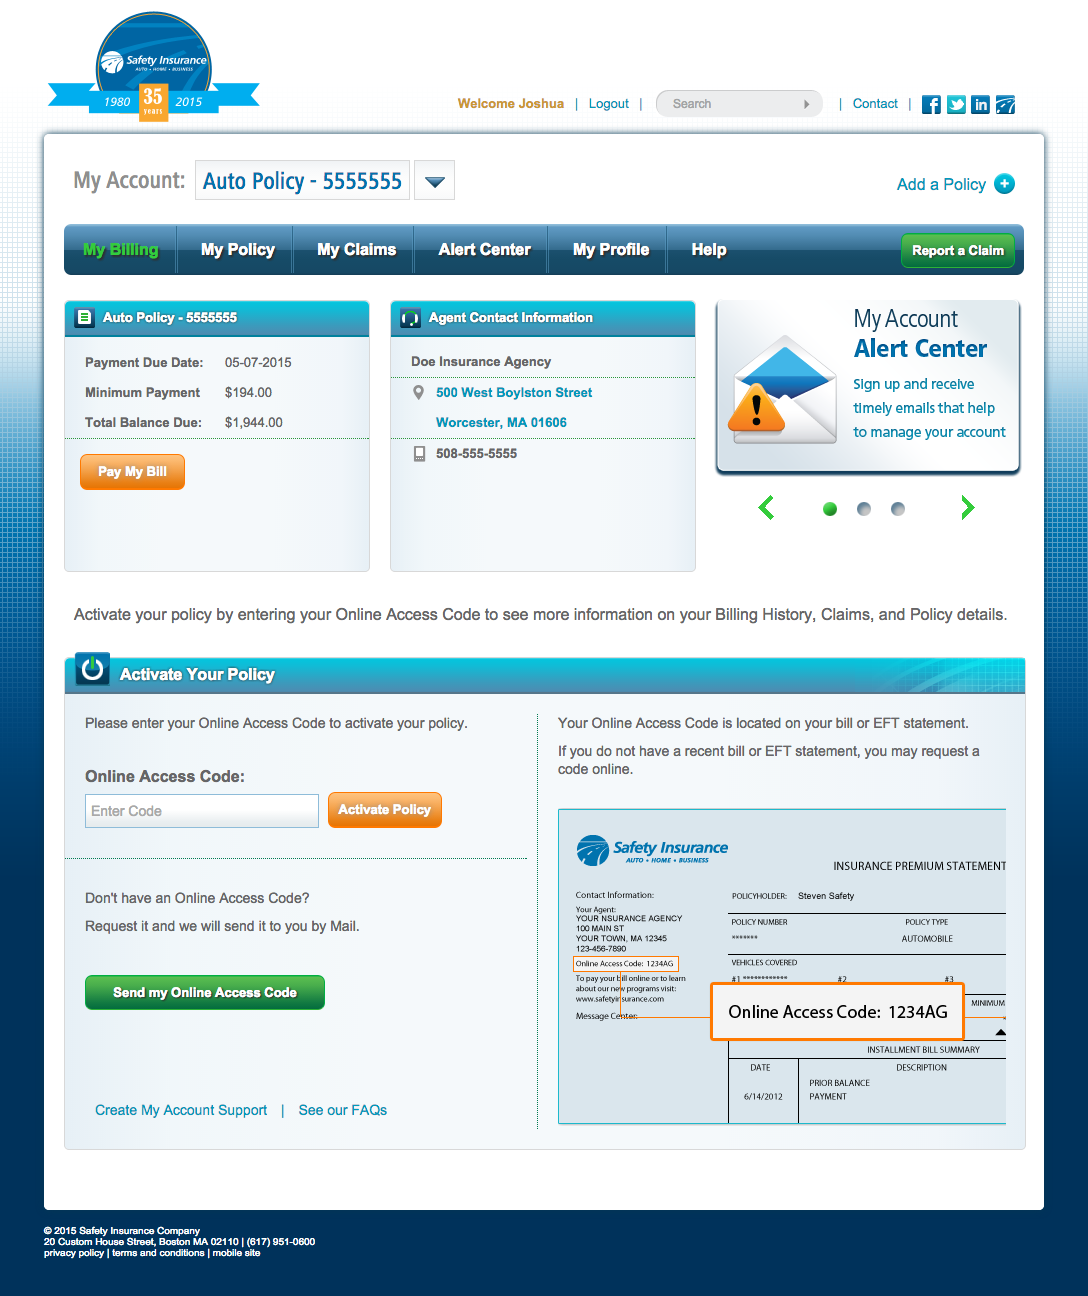 Safety Insurance
AUTO • HOME • BUSINESS
1980 35 years 2015
Welcome Joshua | Logout | Search | Contact |
My Account: Auto Policy - 5555555
Add a Policy
My Billing My Policy My Claims Alert Center My Profile Help Report a Claim
Auto Policy - 5555555
Payment Due Date: 05-07-2015
Minimum Payment $194.00
Total Balance Due: $1,944.00
Pay My Bill
Agent Contact Information
Doe Insurance Agency
500 West Boylston Street
Worcester, MA 01606
508-555-5555
My Account
Alert Center
Sign up and receive
timely emails that help
to manage your account
Activate your policy by entering your Online Access Code to see more information on your Billing History, Claims, and Policy details.
Activate Your Policy
Please enter your Online Access Code to activate your policy.
Online Access Code:
Enter Code Activate Policy
Don't have an Online Access Code?
Request it and we will send it to you by Mail.
Send my Online Access Code
Create My Account Support | See our FAQs
Your Online Access Code is located on your bill or EFT statement.
If you do not have a recent bill or EFT statement, you may request a
code online.
Safety Insurance
AUTO • HOME • BUSINESS
INSURANCE PREMIUM STATEMENT
Contact Information:
Your Agent:
YOUR NSURANCE AGENCY
100 MAIN ST
YOUR TOWN, MA 12345
123-456-7890
Online Access Code: 1234AG
To pay your bill online or to learn
about our new programs visit:
www.safetyinsurance.com
Message Center:
POLICYHOLDER: Steven Safety
POLICY NUMBER POLICY TYPE
******* AUTOMOBILE
VEHICLES COVERED
#1 ************ #2 #3
MINIMUM
Online Access Code: 1234AG
INSTALLMENT BILL SUMMARY
DATE DESCRIPTION
PRIOR BALANCE
6/14/2012 PAYMENT
© 2015 Safety Insurance Company
20 Custom House Street, Boston MA 02110 | (617) 951-0600
privacy policy | terms and conditions | mobile site